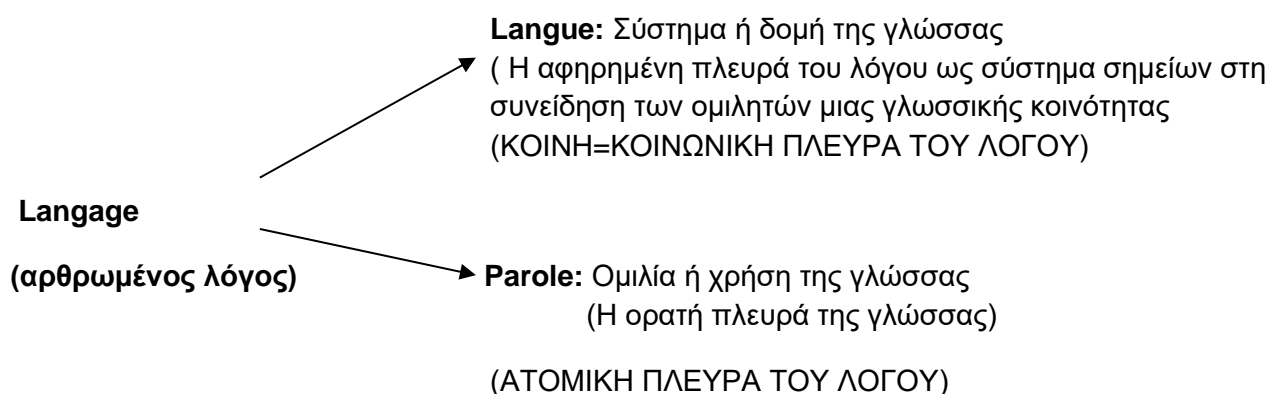 Langue: Σύστημα ή δομή της γλώσσας
( Η αφηρημένη πλευρά του λόγου ως σύστημα σημείων στη
συνείδηση των ομιλητών μιας γλωσσικής κοινότητας
(ΚΟΙΝΗ=ΚΟΙΝΩΝΙΚΗ ΠΛΕΥΡΑ ΤΟΥ ΛΟΓΟΥ)
Langage
(αρθρωμένος λόγος)
Parole: Ομιλία ή χρήση της γλώσσας
(Η ορατή πλευρά της γλώσσας)
(ΑΤΟΜΙΚΗ ΠΛΕΥΡΑ ΤΟΥ ΛΟΓΟΥ)